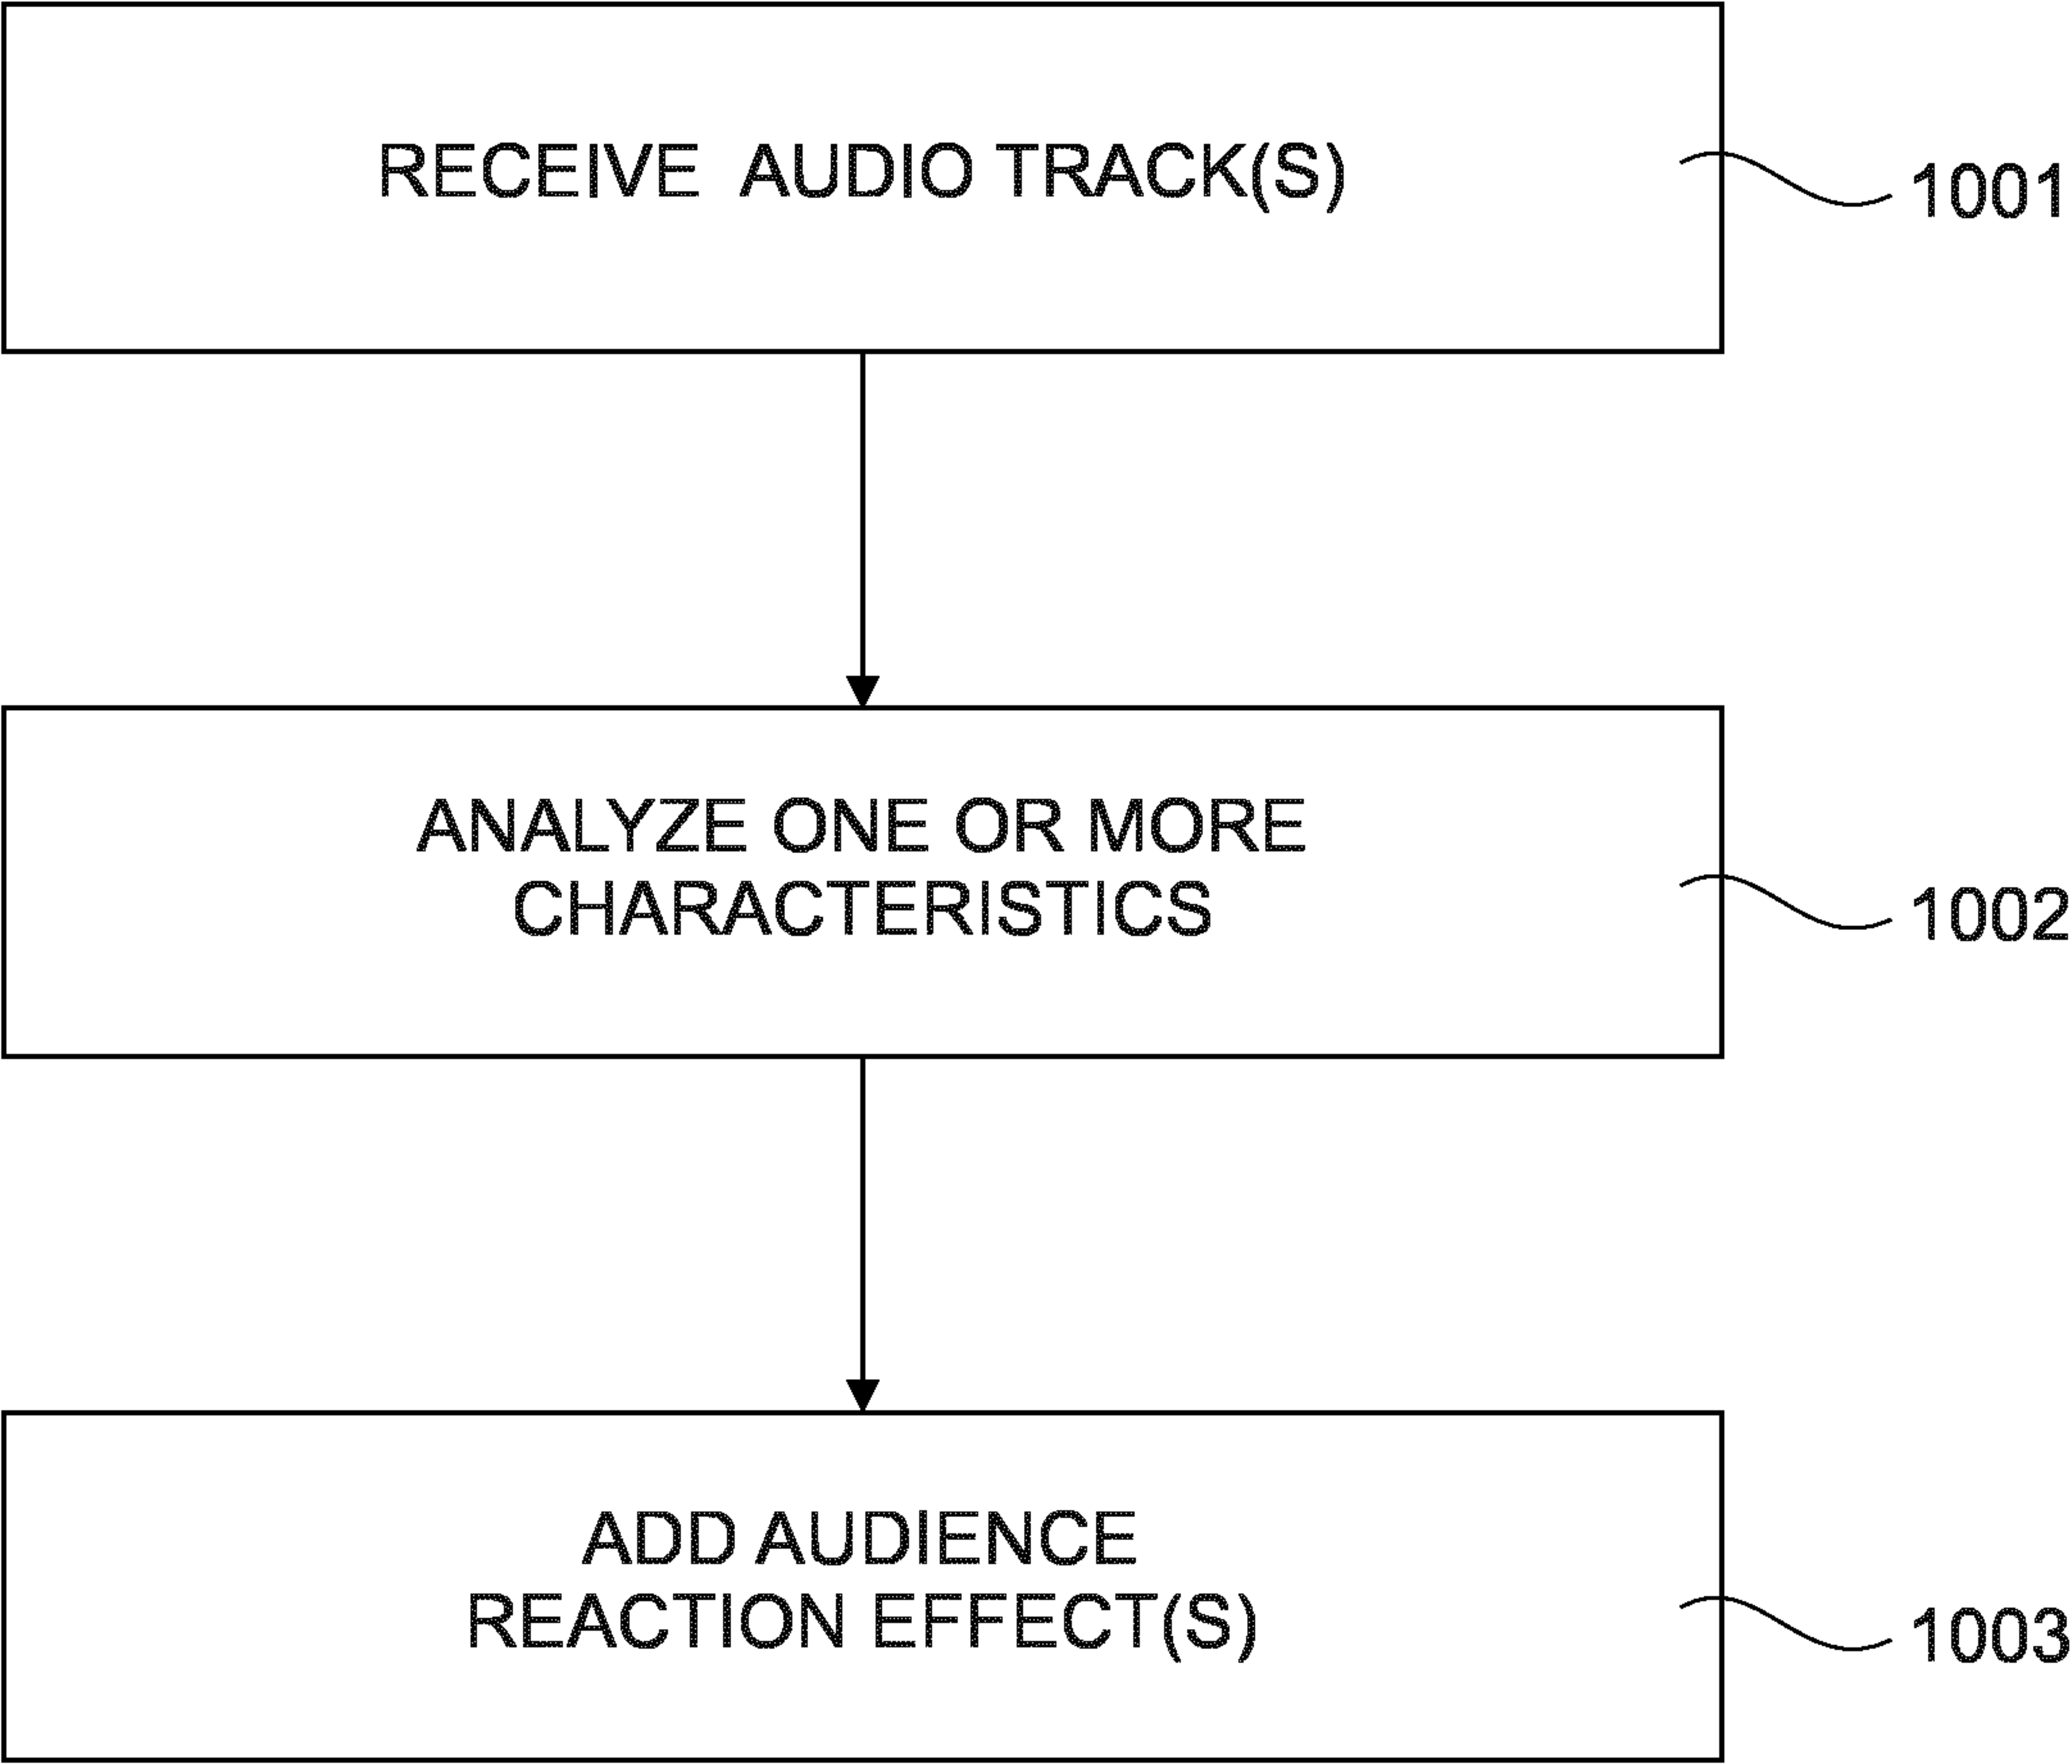 RECEIVE AUDIO TRACK(S)
1001
ANALYZE ONE OR MORE
CHARACTERISTICS
1002
ADD AUDIENCE
REACTION EFFECT(S)
1003